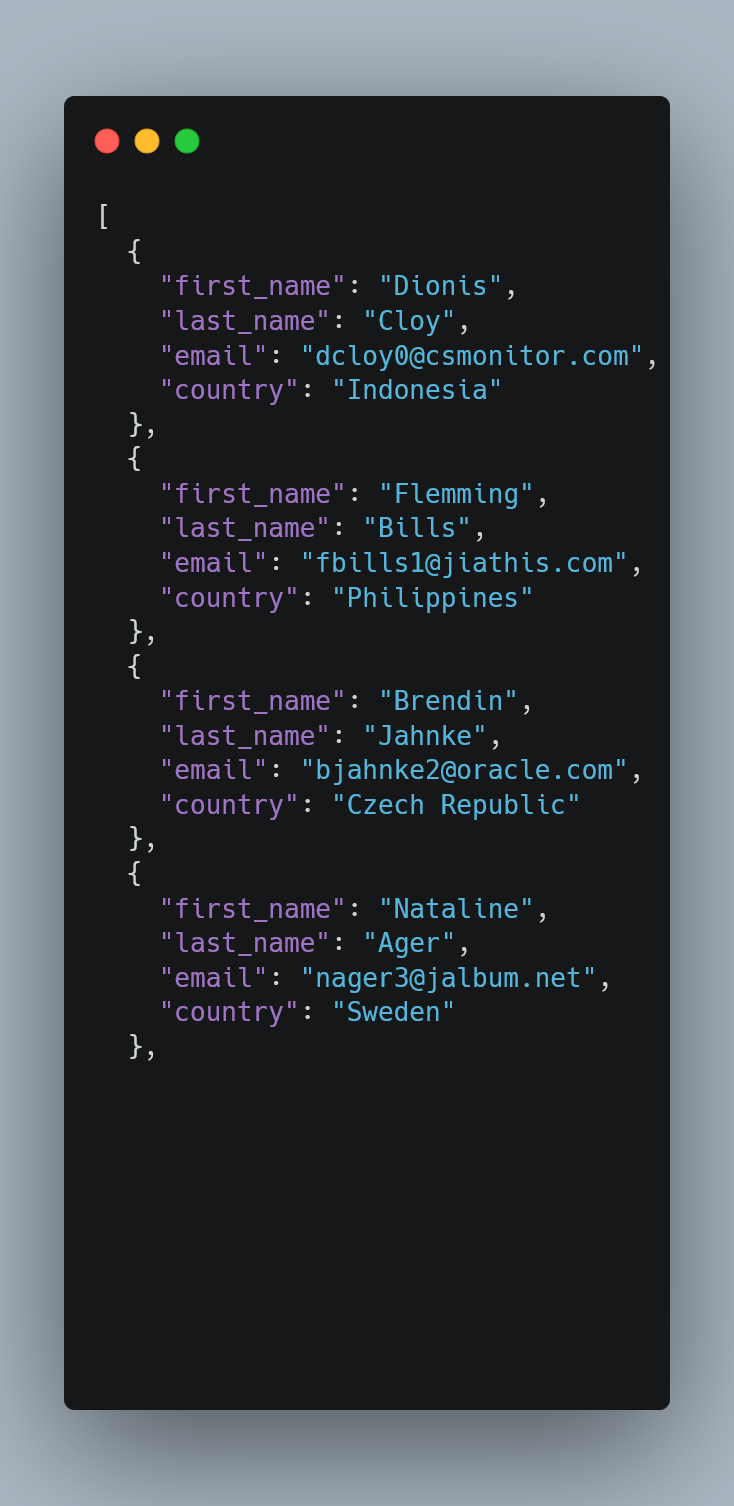 [
  {
    "first_name": "Dionis",
    "last_name": "Cloy",
    "email": "dcloy0@csmonitor.com",
    "country": "Indonesia"
  },
  {
    "first_name": "Flemming",
    "last_name": "Bills",
    "email": "fbills1@jiathis.com",
    "country": "Philippines"
  },
  {
    "first_name": "Brendin",
    "last_name": "Jahnke",
    "email": "bjahnke2@oracle.com",
    "country": "Czech Republic"
  },
  {
    "first_name": "Nataline",
    "last_name": "Ager",
    "email": "nager3@jalbum.net",
    "country": "Sweden"
  },